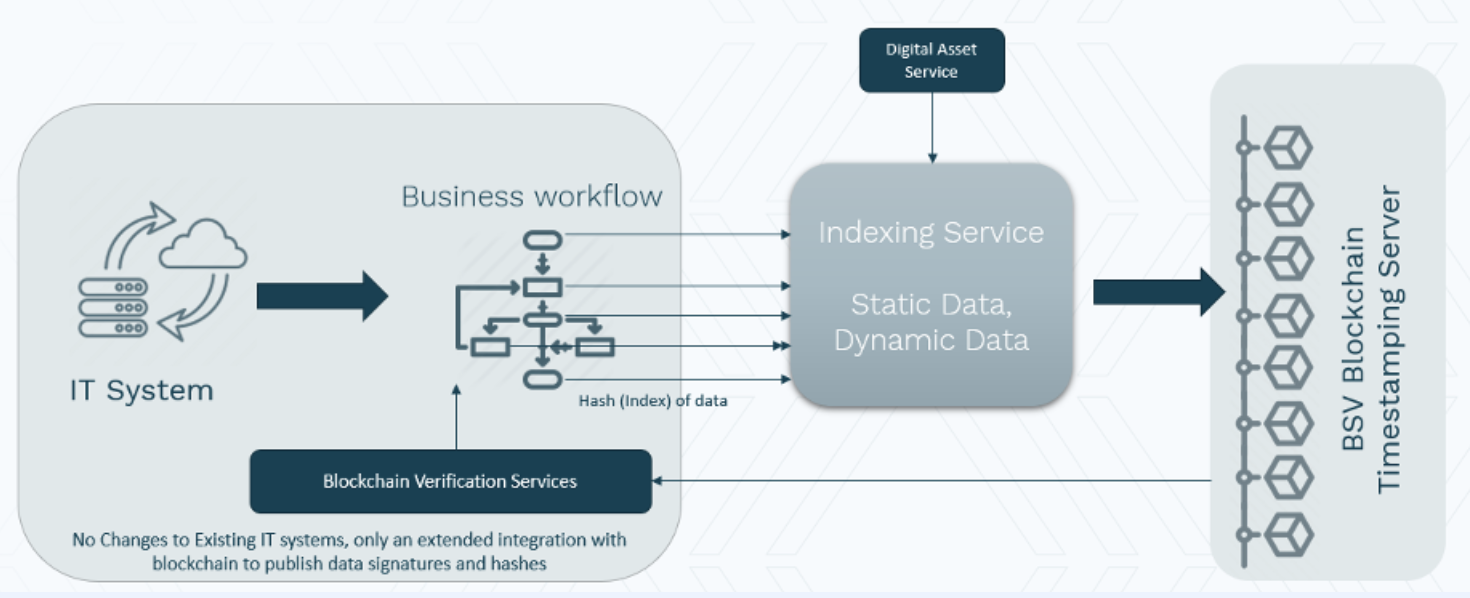 Digital Asset
Service
Business workflow
Indexing Service
Static Data,
Dynamic Data
IT System
Hash (Index) of data
Blockchain Verification Services
No Changes to Existing IT systems, only an extended integration with
blockchain to publish data signatures and hashes
BSV Blockchain
Timestamping Server